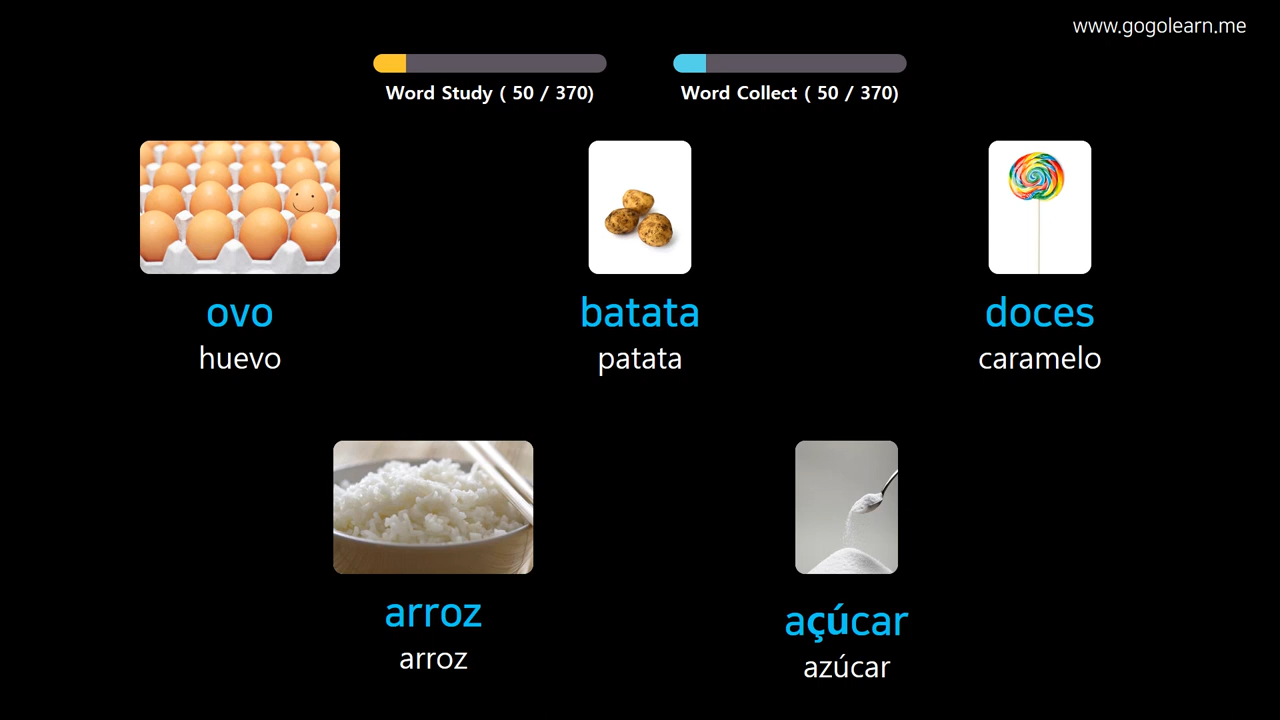 www.gogolearn.me
Word Study ( 50 / 370)
Word Collect ( 50 / 370)
ovo
huevo
batata
patata
doces
caramelo
arroz
arroz
açúcar
azúcar